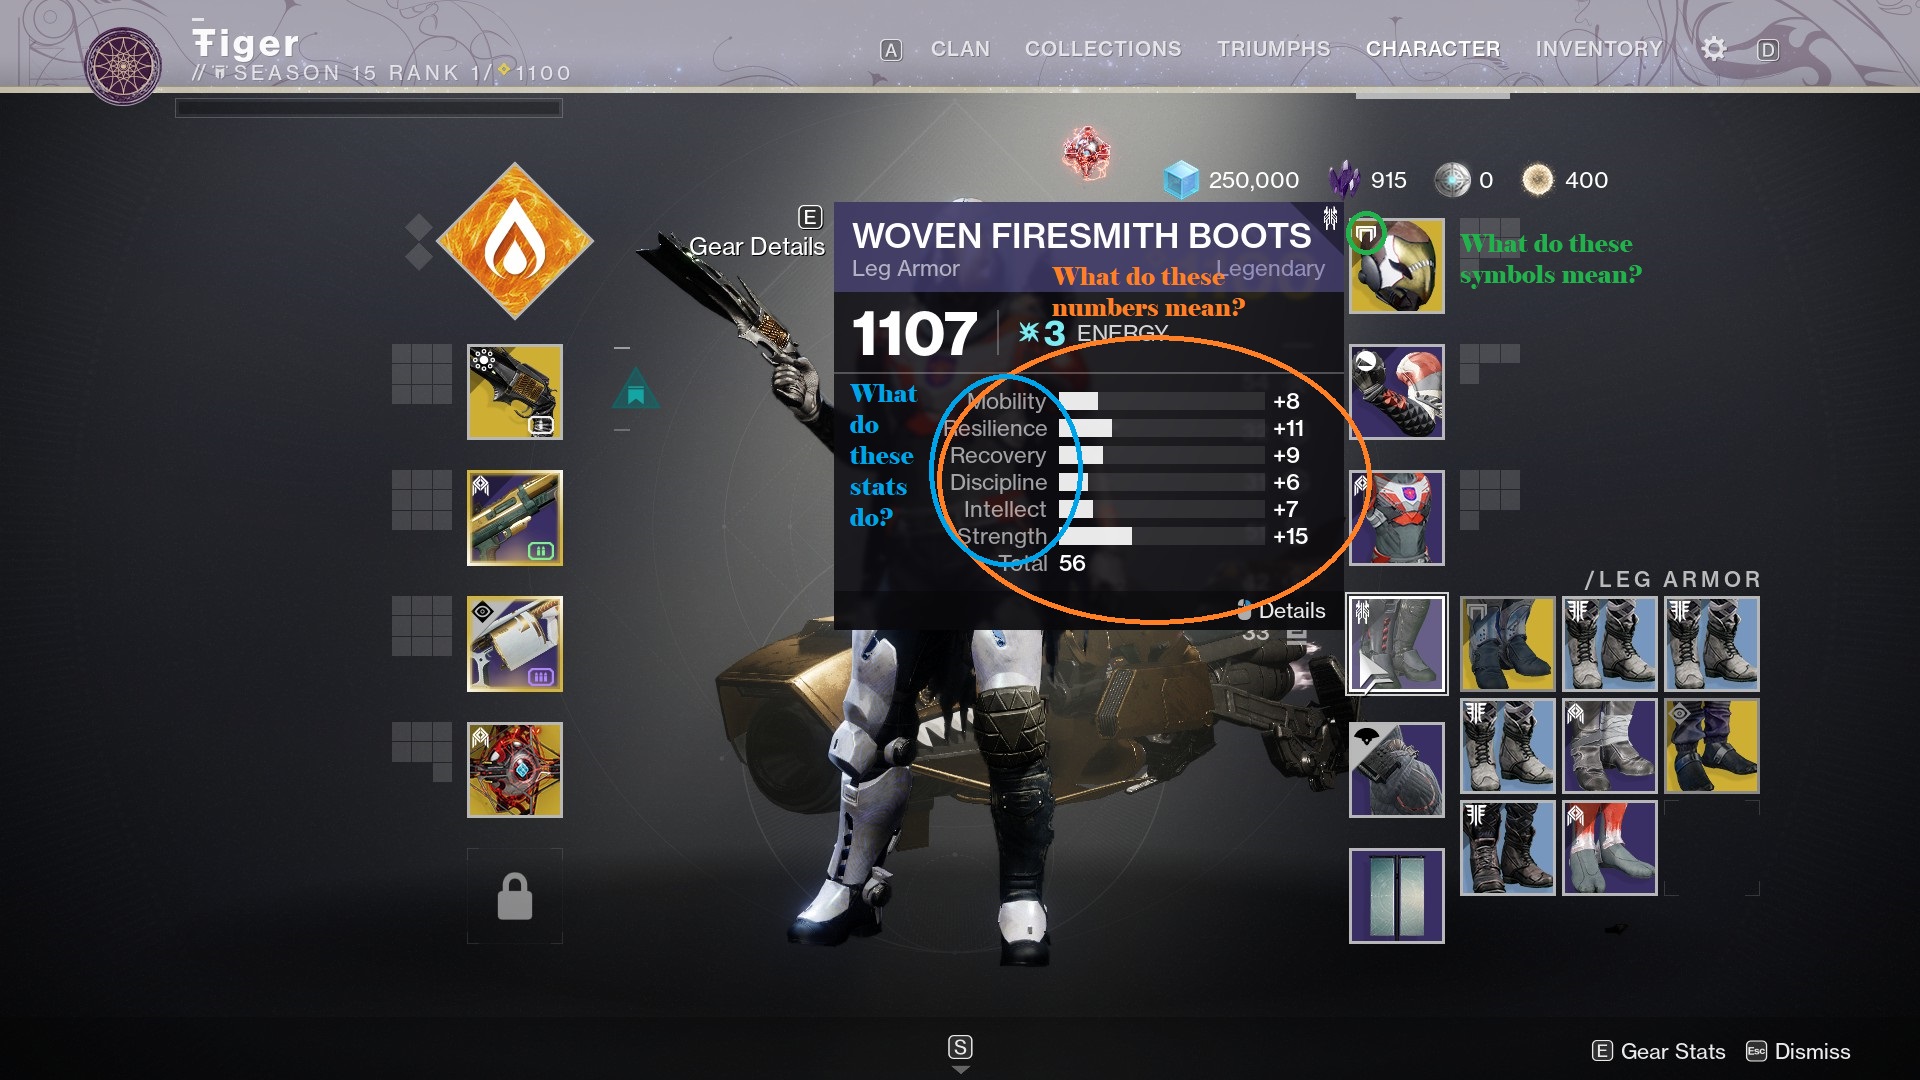 Ŧiger
// SEASON 15 RANK 1/ 1100
A CLAN COLLECTIONS TRIUMPHS CHARACTER INVENTORY D
250,000 915 0 400
E
Gear Details
WOVEN FIRESMITH BOOTS
Leg Armor
Legendary
What do these
numbers mean?
1107 3 ENERGY
What do these
symbols mean?
What
do
these
stats
do?
Mobility +8
Resilience +11
Recovery +9
Discipline +6
Intellect +7
Strength +15
Total 56
Details
33
/LEG ARMOR
S
E Gear Stats Esc Dismiss